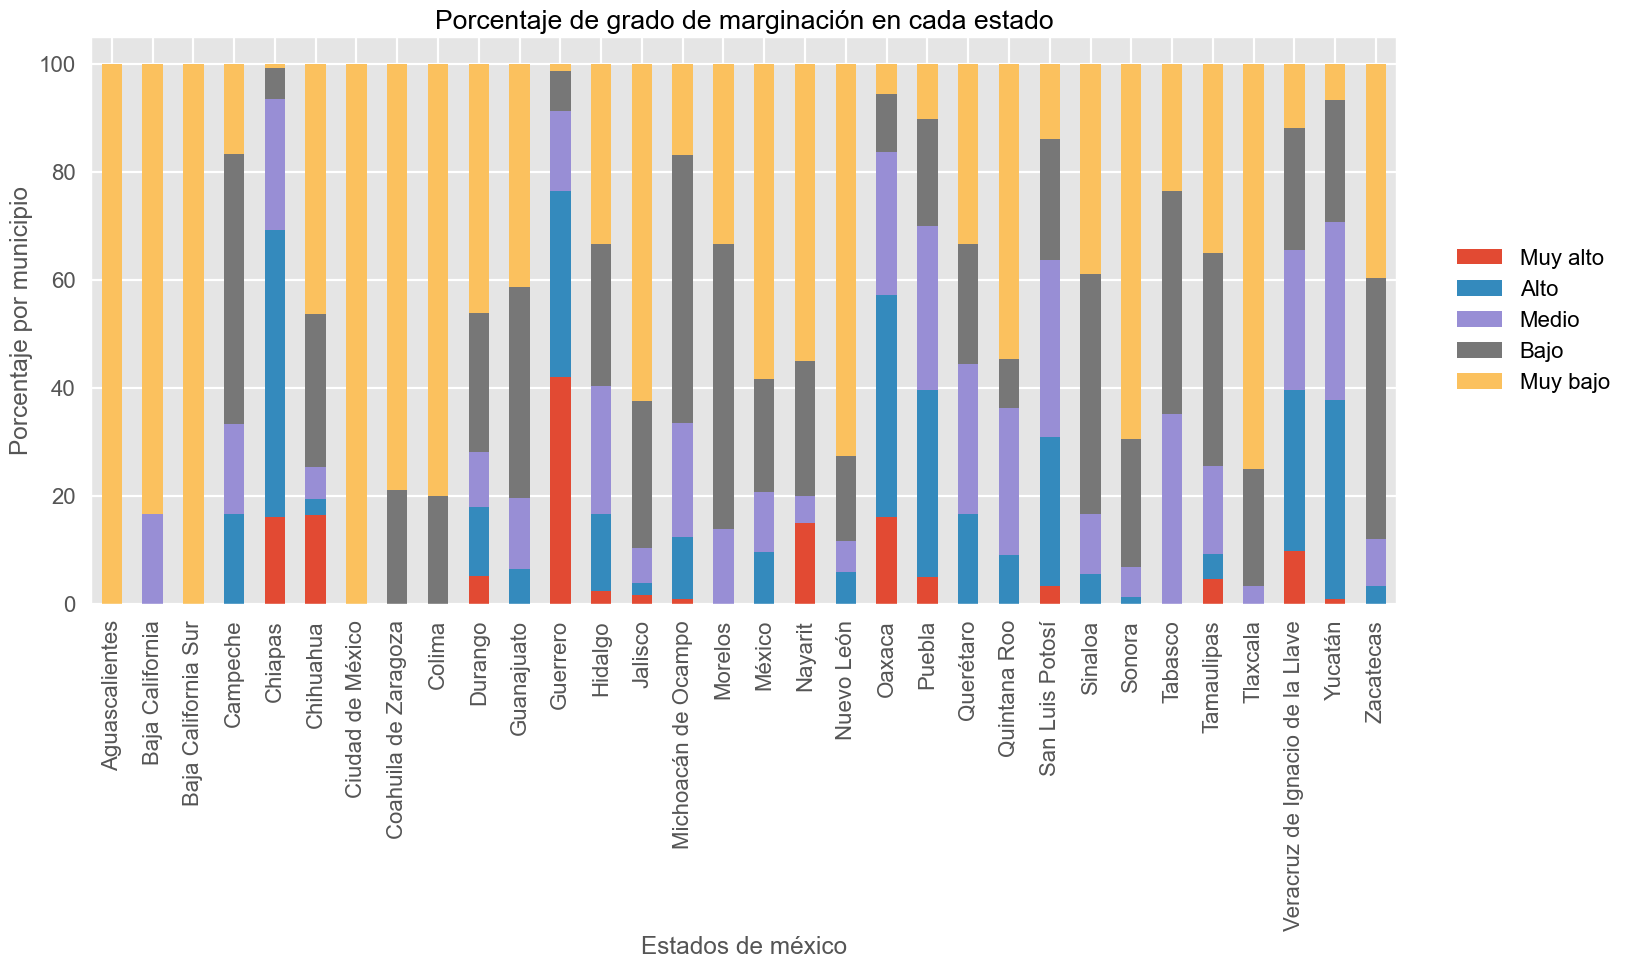 Porcentaje de grado de marginación en cada estado
Porcentaje por municipio
100
80
60
40
20
0
Aguascalientes
Baja California
Baja California Sur
Campeche
Chiapas
Chihuahua
Ciudad de México
Coahuila de Zaragoza
Colima
Durango
Guanajuato
Guerrero
Hidalgo
Jalisco
Michoacán de Ocampo
Morelos
México
Nayarit
Nuevo León
Oaxaca
Puebla
Querétaro
Quintana Roo
San Luis Potosí
Sinaloa
Sonora
Tabasco
Tamaulipas
Tlaxcala
Veracruz de Ignacio de la Llave
Yucatán
Zacatecas
Estados de méxico
Muy alto
Alto
Medio
Bajo
Muy bajo